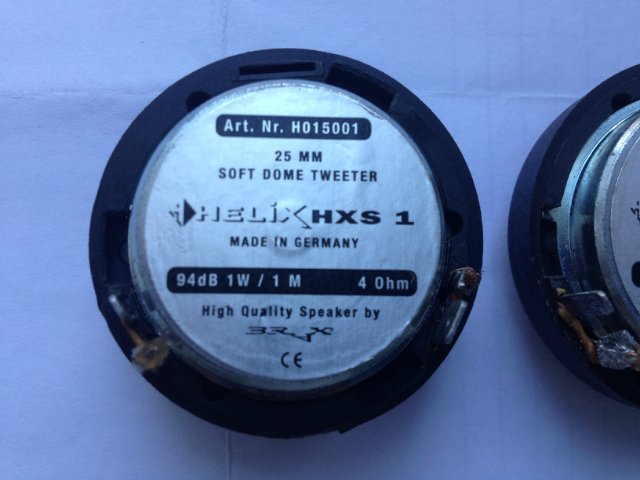 Art. Nr. H015001
25 MM
SOFT DOME TWEETER
HELIX HXS 1
MADE IN GERMANY
94dB 1W / 1 M 4 Ohm
High Quality Speaker by
BRAX
CE